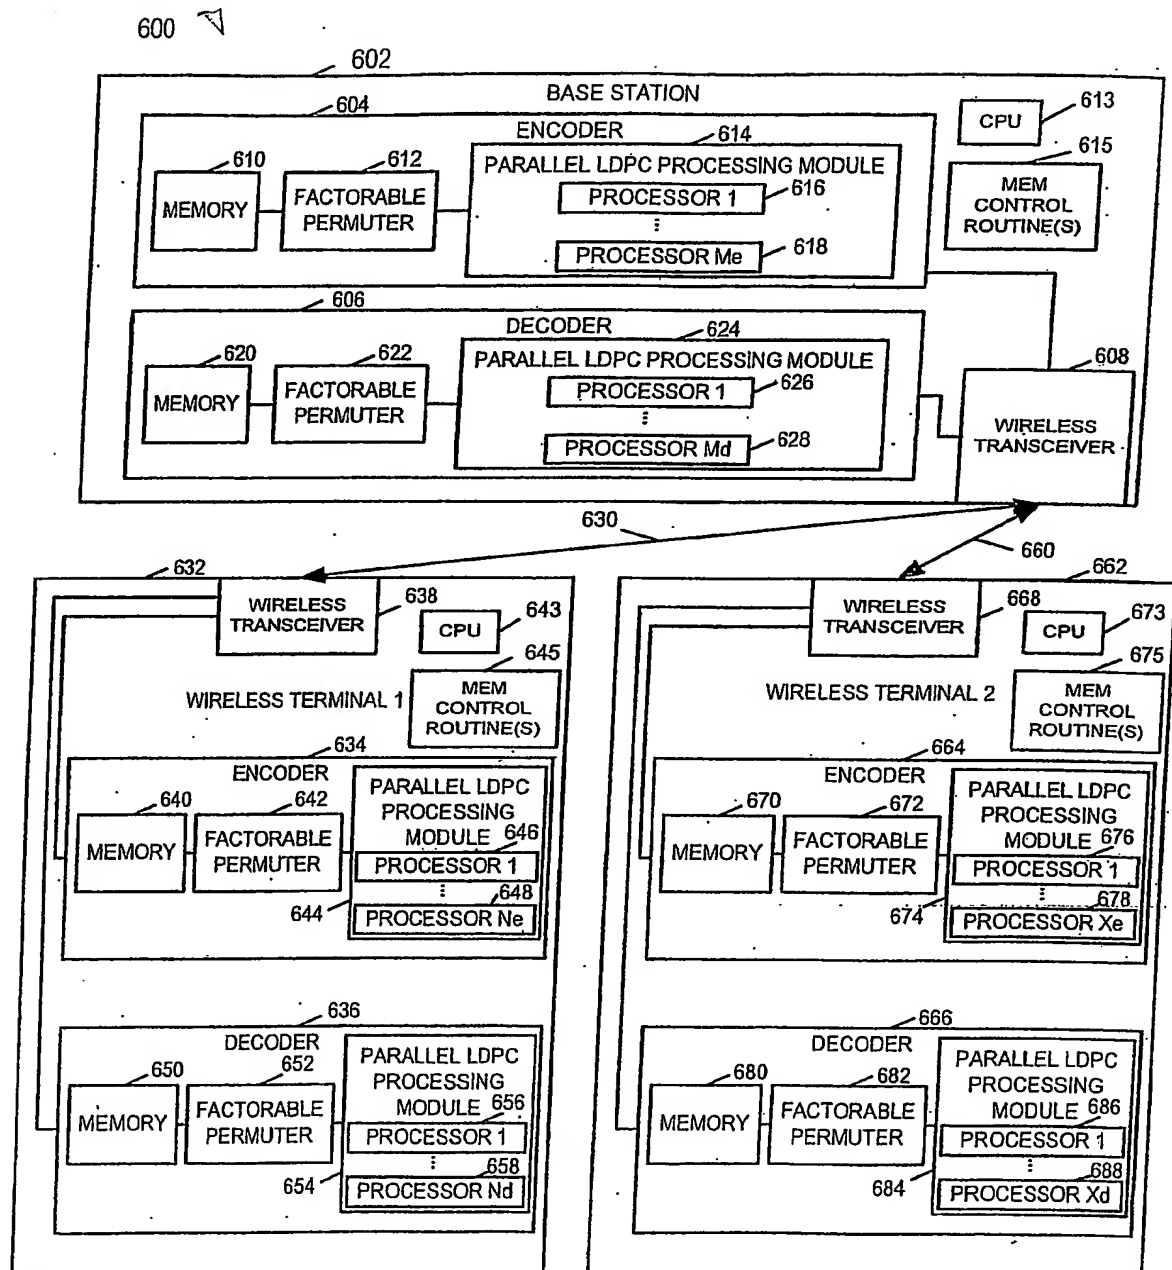 600
602
BASE STATION
604
ENCODER
614
CPU
613
610
612
PARALLEL LDPC PROCESSING MODULE
615
MEMORY
FACTORABLE
PERMUTER
PROCESSOR 1
616
⋮
PROCESSOR Me
618
MEM
CONTROL
ROUTINE(S)
606
DECODER
624
620
622
PARALLEL LDPC PROCESSING MODULE
608
MEMORY
FACTORABLE
PERMUTER
PROCESSOR 1
626
⋮
PROCESSOR Md
628
WIRELESS
TRANSCEIVER
630
660
632
WIRELESS
TRANSCEIVER
638
643
CPU
645
WIRELESS TERMINAL 1
MEM
CONTROL
ROUTINE(S)
634
ENCODER
640
642
PARALLEL LDPC
PROCESSING
MODULE
646
MEMORY
FACTORABLE
PERMUTER
PROCESSOR 1
⋮
648
644
PROCESSOR Ne
636
DECODER
650
652
PARALLEL LDPC
PROCESSING
MODULE
656
MEMORY
FACTORABLE
PERMUTER
PROCESSOR 1
⋮
658
654
PROCESSOR Nd
662
WIRELESS
TRANSCEIVER
668
673
CPU
675
WIRELESS TERMINAL 2
MEM
CONTROL
ROUTINE(S)
664
ENCODER
670
672
PARALLEL LDPC
PROCESSING
MODULE
676
MEMORY
FACTORABLE
PERMUTER
PROCESSOR 1
⋮
678
674
PROCESSOR Xe
666
DECODER
680
682
PARALLEL LDPC
PROCESSING
MODULE
686
MEMORY
FACTORABLE
PERMUTER
PROCESSOR 1
⋮
688
684
PROCESSOR Xd